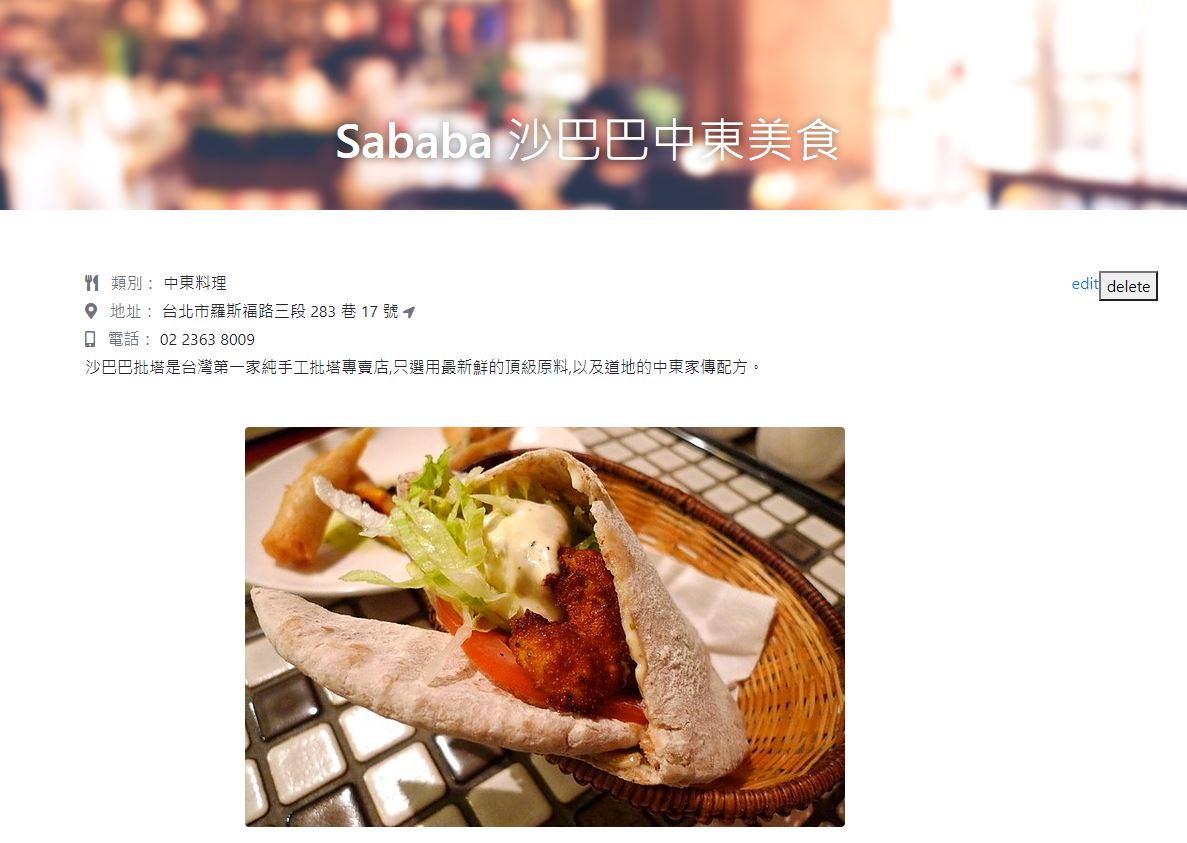 Sababa 沙巴巴中東美食
類別： 中東料理
edit delete
地址： 台北市羅斯福路三段 283 巷 17 號
電話： 02 2363 8009
沙巴巴批塔是台灣第一家純手工批塔專賣店,只選用最新鮮的頂級原料,以及道地的中東家傳配方。